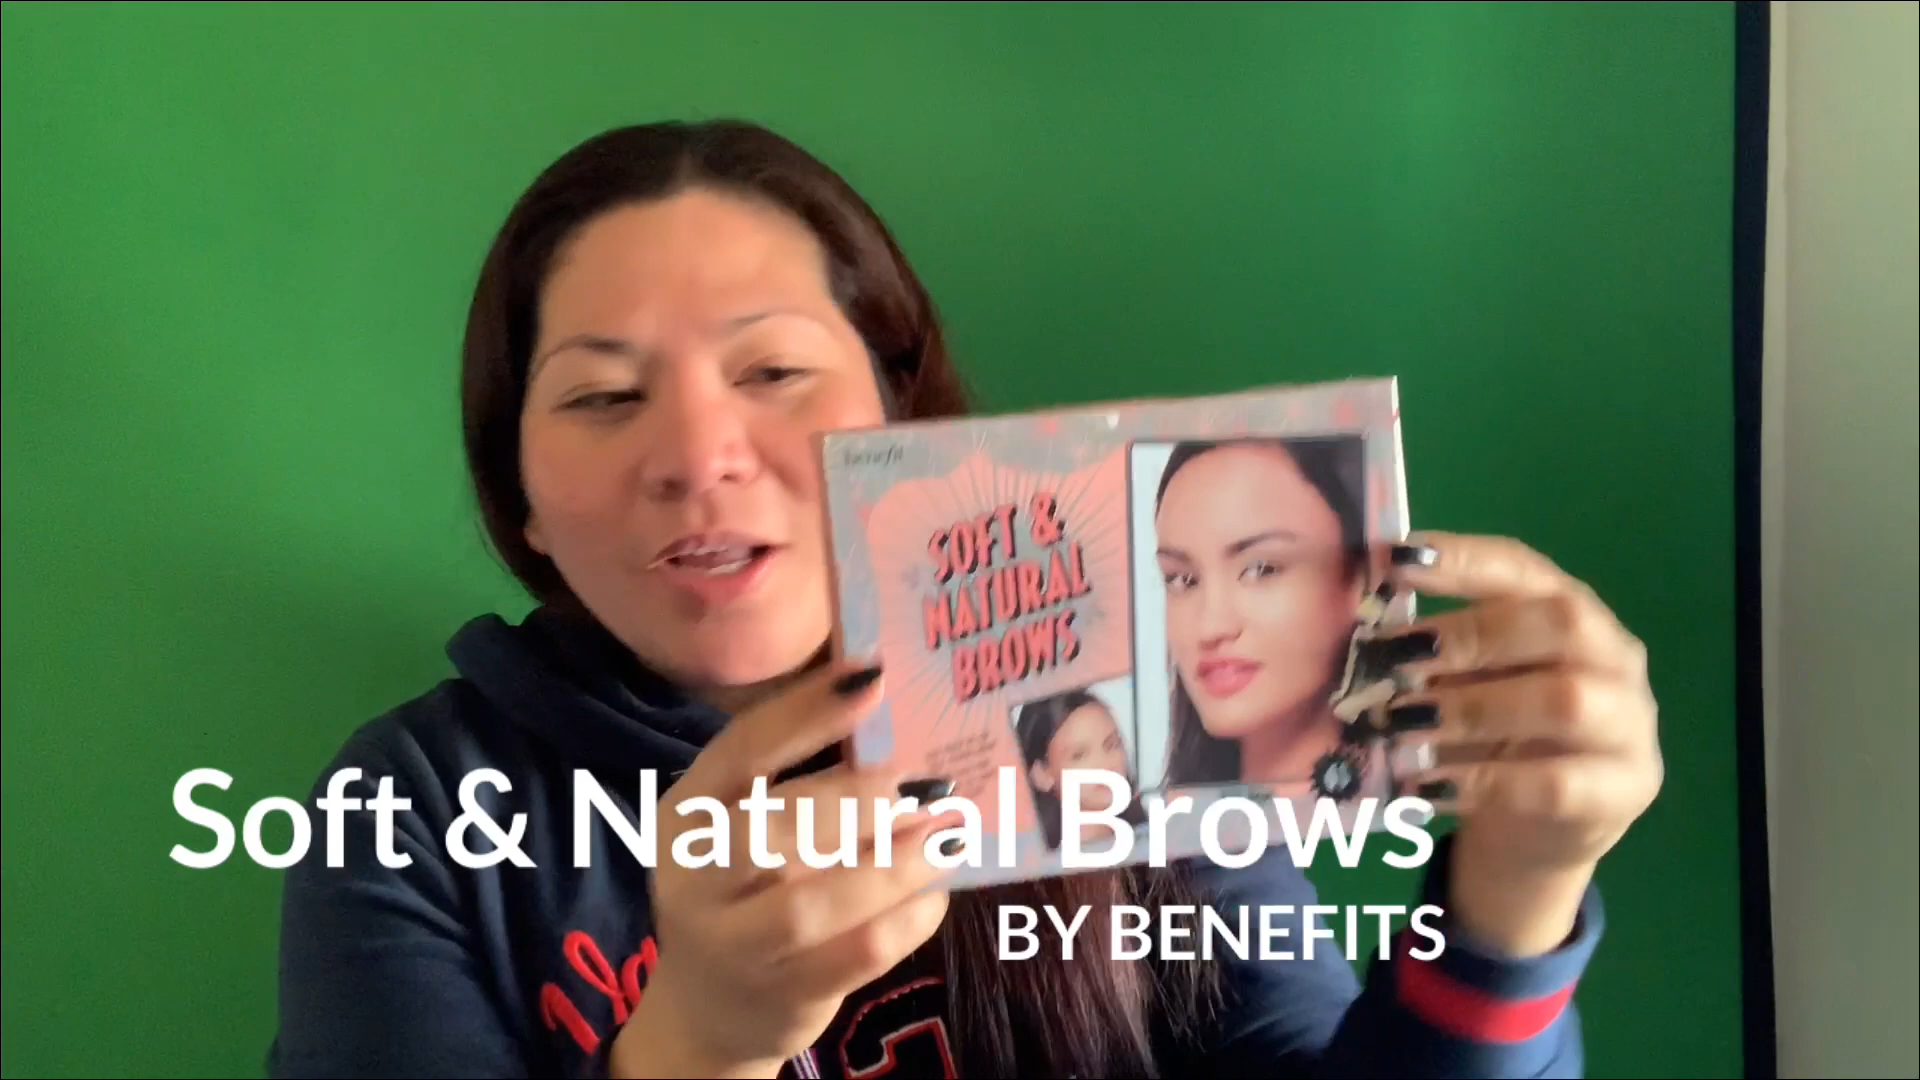 benefit
SOFT &
NATURAL
BROWS
Soft & Natural Brows
BY BENEFITS